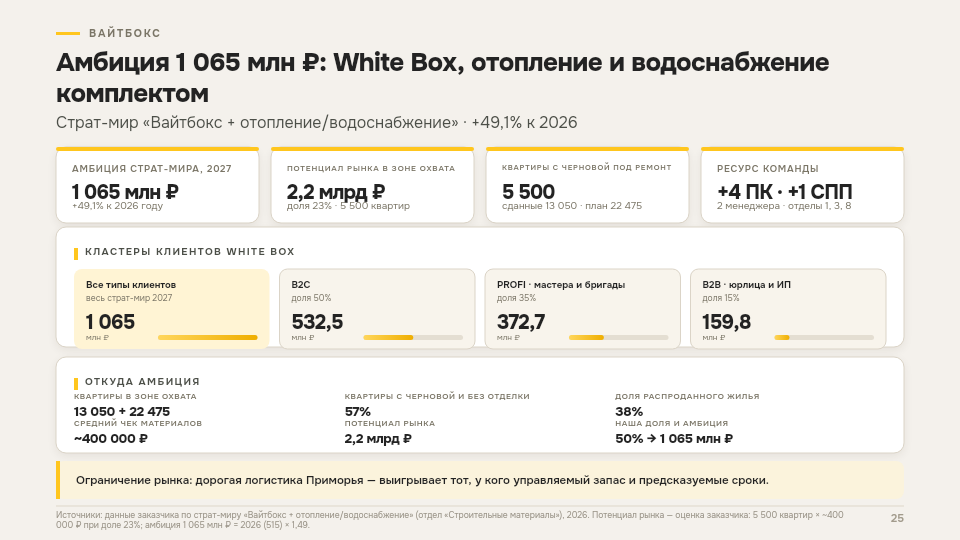 ВАЙТБОКС
Амбиция 1 065 млн ₽: White Box, отопление и водоснабжение
комплектом
Страт-мир «Вайтбокс + отопление/водоснабжение» · +49,1% к 2026
АМБИЦИЯ СТРАТ-МИРА, 2027
1 065 млн ₽
+49,1% к 2026 году
ПОТЕНЦИАЛ РЫНКА В ЗОНЕ ОХВАТА
2,2 млрд ₽
доля 23% · 5 500 квартир
КВАРТИРЫ С ЧЕРНОВОЙ ПОД РЕМОНТ
5 500
сданные 13 050 · план 22 475
РЕСУРС КОМАНДЫ
+4 ПК · +1 СПП
2 менеджера · отделы 1, 3, 8
КЛАСТЕРЫ КЛИЕНТОВ WHITE BOX
Все типы клиентов
весь страт-мир 2027
1 065
млн ₽
B2C
доля 50%
532,5
млн ₽
PROFI · мастера и бригады
доля 35%
372,7
млн ₽
B2B · юрлица и ИП
доля 15%
159,8
млн ₽
ОТКУДА АМБИЦИЯ
КВАРТИРЫ В ЗОНЕ ОХВАТА
13 050 + 22 475
КВАРТИРЫ С ЧЕРНОВОЙ И БЕЗ ОТДЕЛКИ
57%
ДОЛЯ РАСПРОДАННОГО ЖИЛЬЯ
38%
СРЕДНИЙ ЧЕК МАТЕРИАЛОВ
~400 000 ₽
ПОТЕНЦИАЛ РЫНКА
2,2 млрд ₽
НАША ДОЛЯ И АМБИЦИЯ
50% → 1 065 млн ₽
Ограничение рынка: дорогая логистика Приморья — выигрывает тот, у кого управляемый запас и предсказуемые сроки.
Источники: данные заказчика по страт-миру «Вайтбокс + отопление/водоснабжение» (отдел «Строительные материалы»), 2026. Потенциал рынка — оценка заказчика: 5 500 квартир × ~400
000 ₽ при доле 23%; амбиция 1 065 млн ₽ = 2026 (515) × 1,49.
25